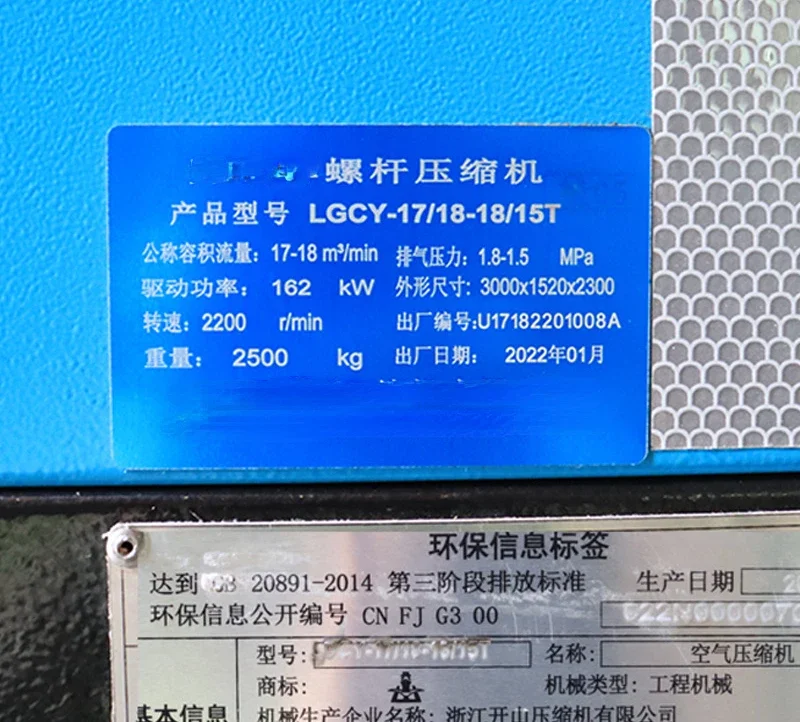 螺杆压缩机
产品型号 LGCY-17/18-18/15T
公称容积流量: 17-18 m³/min 排气压力: 1.8-1.5 MPa
驱动功率: 162 kW 外形尺寸: 3000x1520x2300
转速: 2200 r/min 出厂编号:U17182201008A
重量: 2500 kg 出厂日期: 2022年01月
环保信息标签
达到 GB 20891-2014 第三阶段排放标准 生产日期
环保信息公开编号 CN FJ G3 00
型号: 名称: 空气压缩机
商标: 机械类型: 工程机械
基本信息 机械生产企业名称: 浙江开山压缩机有限公司